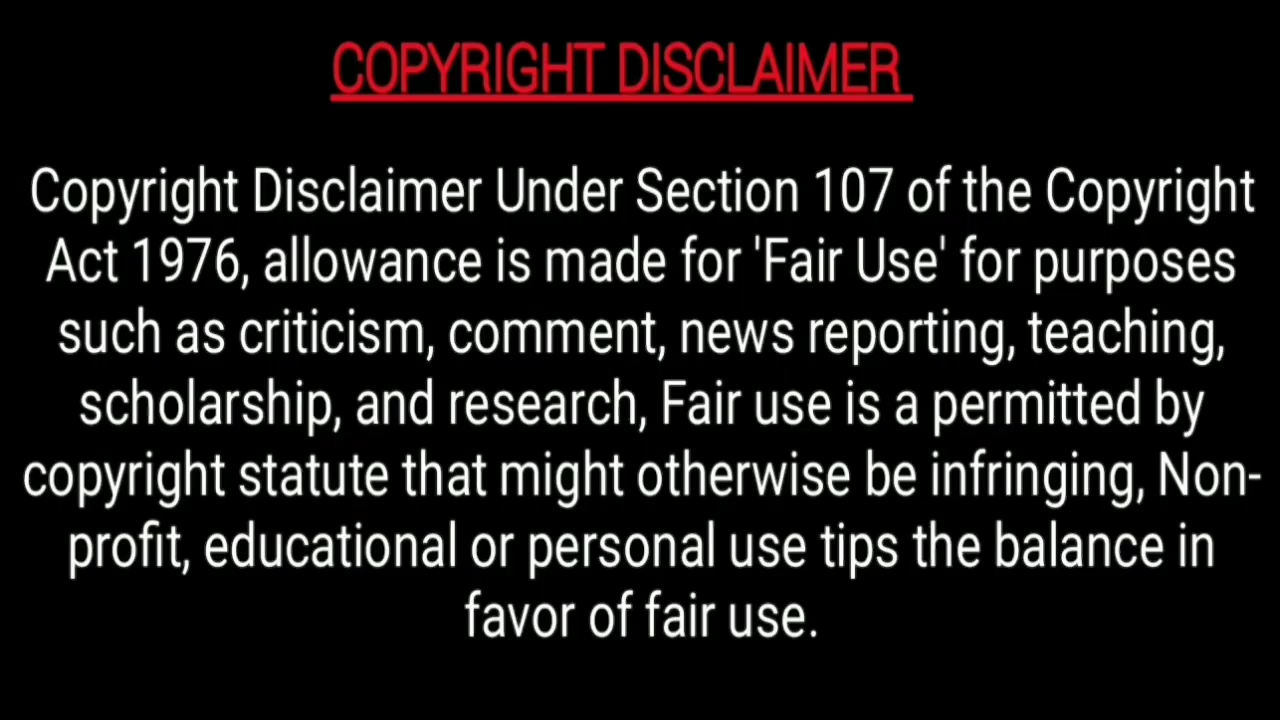 COPYRIGHT DISCLAIMER
Copyright Disclaimer Under Section 107 of the Copyright
Act 1976, allowance is made for 'Fair Use' for purposes
such as criticism, comment, news reporting, teaching,
scholarship, and research, Fair use is a permitted by
copyright statute that might otherwise be infringing, Non-
profit, educational or personal use tips the balance in
favor of fair use.